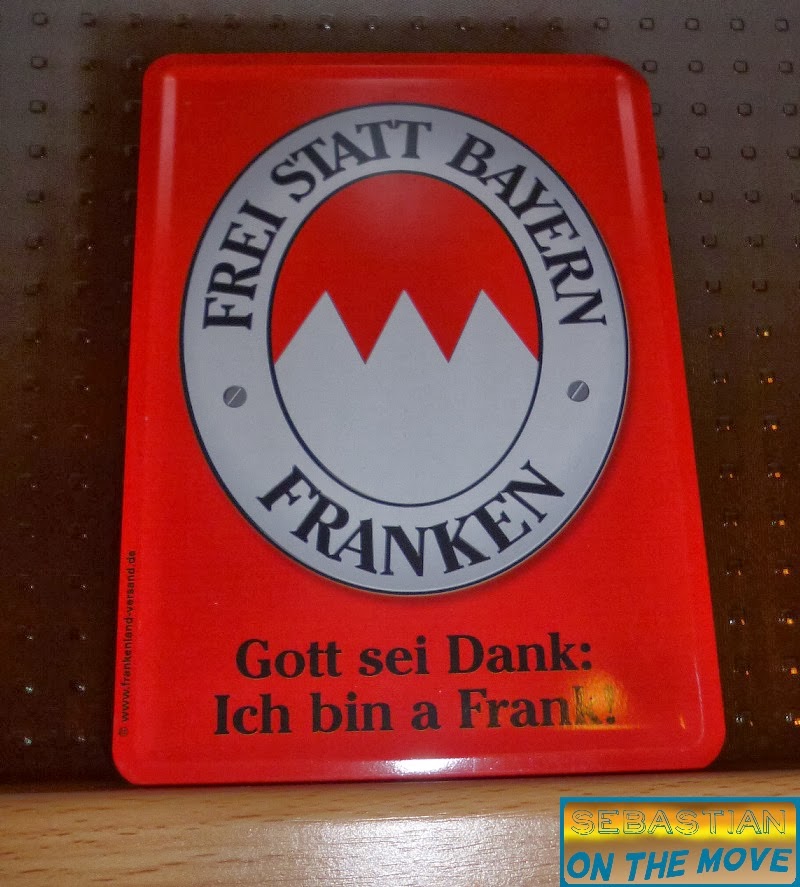 FREI STATT BAYERN
FRANKEN
Gott sei Dank:
Ich bin a Frank!
© www.frankenland-versand.de
SEBASTIAN
ON THE MOVE